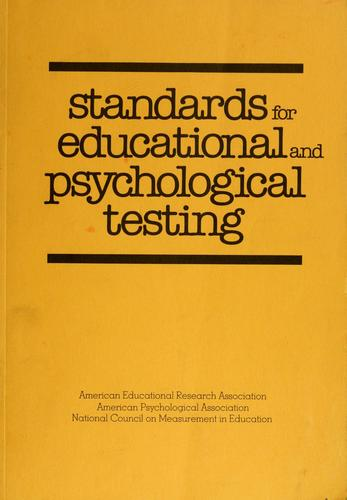 standards for
educational and
psychological
testing
American Educational Research Association
American Psychological Association
National Council on Measurement in Education